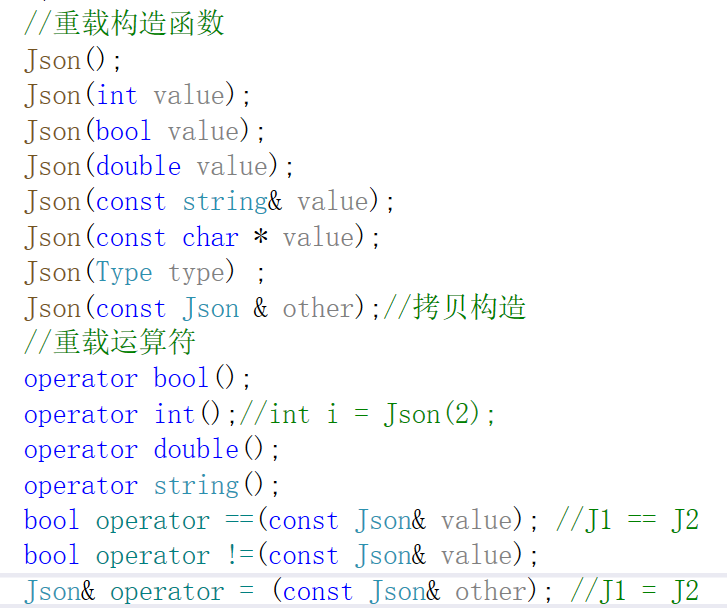 //重载构造函数
Json();
Json(int value);
Json(bool value);
Json(double value);
Json(const string& value);
Json(const char * value);
Json(Type type) ;
Json(const Json & other);//拷贝构造
//重载运算符
operator bool();
operator int();//int i = Json(2);
operator double();
operator string();
bool operator ==(const Json& value); //J1 == J2
bool operator !=(const Json& value);
Json& operator = (const Json& other); //J1 = J2